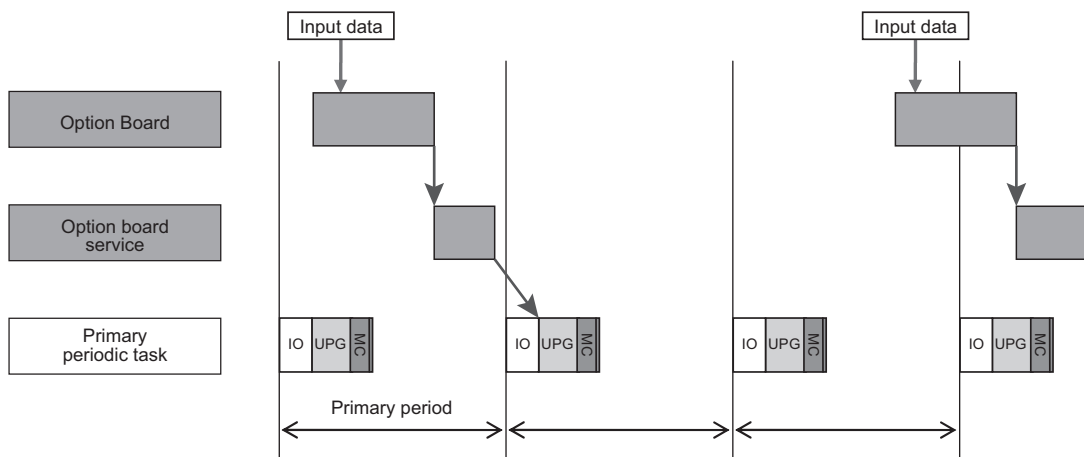 Input data
Input data
Option Board
Option board
service
Primary
periodic task
IO UPG MC
IO UPG MC
IO UPG MC
IO UPG MC
Primary period